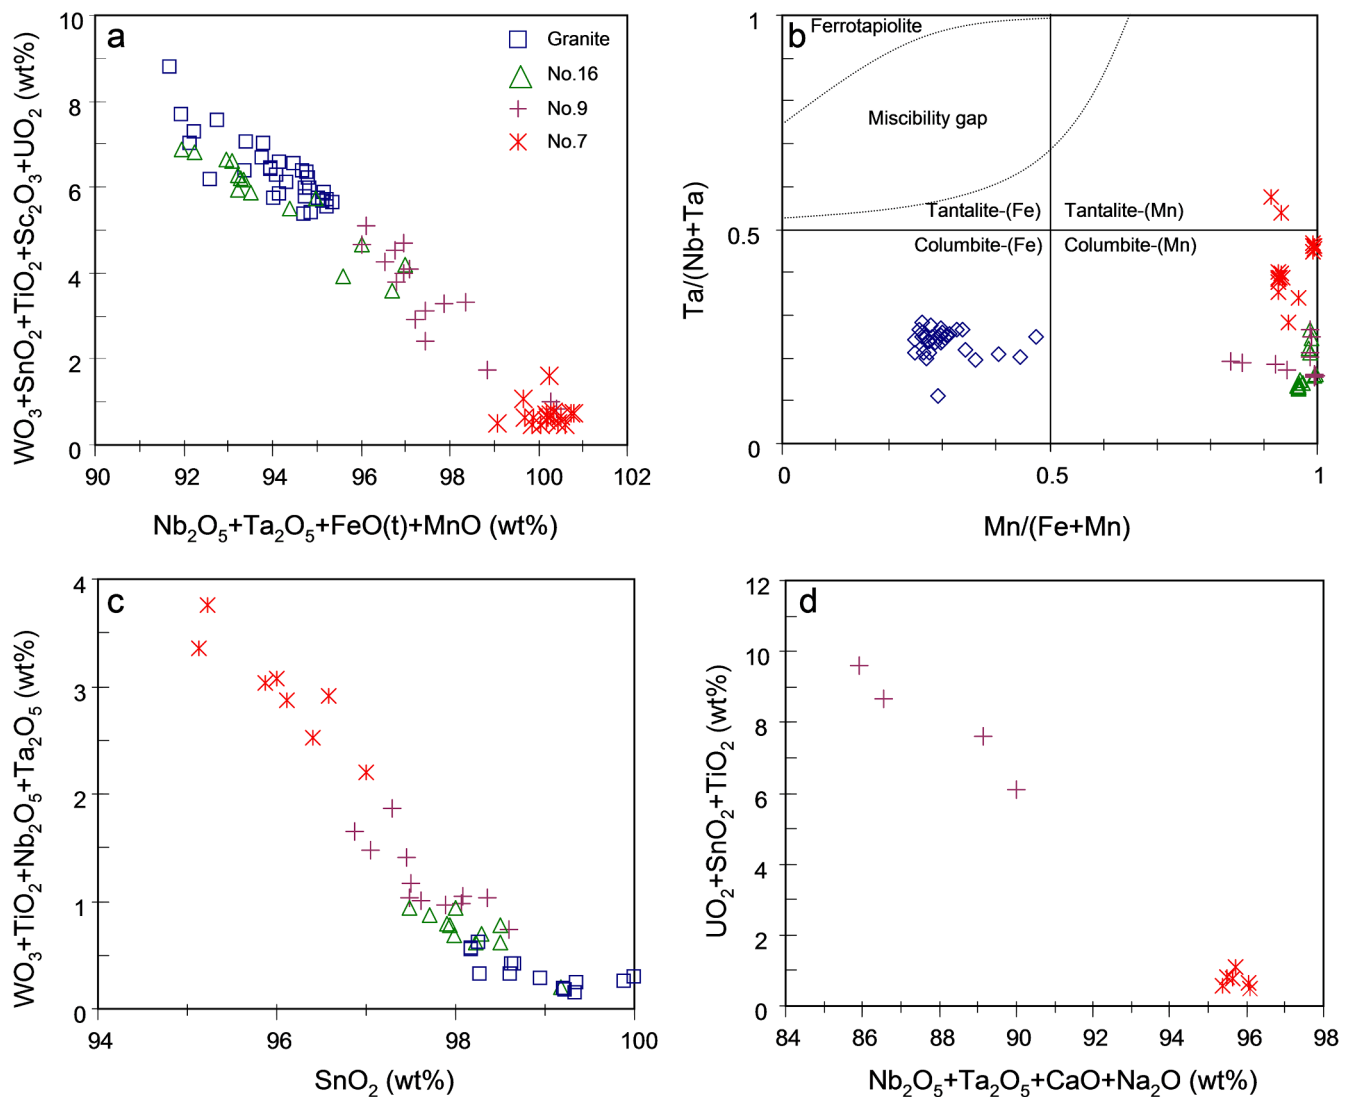 a
Granite
No.16
No.9
No.7
10
8
6
4
2
0
90
92
94
96
98
100
102
WO₃+SnO₂+TiO₂+Sc₂O₃+UO₂ (wt%)
Nb₂O₅+Ta₂O₅+FeO(t)+MnO (wt%)
b
Ferrotapiolite
Miscibility gap
Tantalite-(Fe)
Tantalite-(Mn)
Columbite-(Fe)
Columbite-(Mn)
1
0.5
0
0
0.5
1
Ta/(Nb+Ta)
Mn/(Fe+Mn)
c
4
3
2
1
0
94
96
98
100
WO₃+TiO₂+Nb₂O₅+Ta₂O₅ (wt%)
SnO₂ (wt%)
d
12
10
8
6
4
2
0
84
86
88
90
92
94
96
98
UO₂+SnO₂+TiO₂ (wt%)
Nb₂O₅+Ta₂O₅+CaO+Na₂O (wt%)